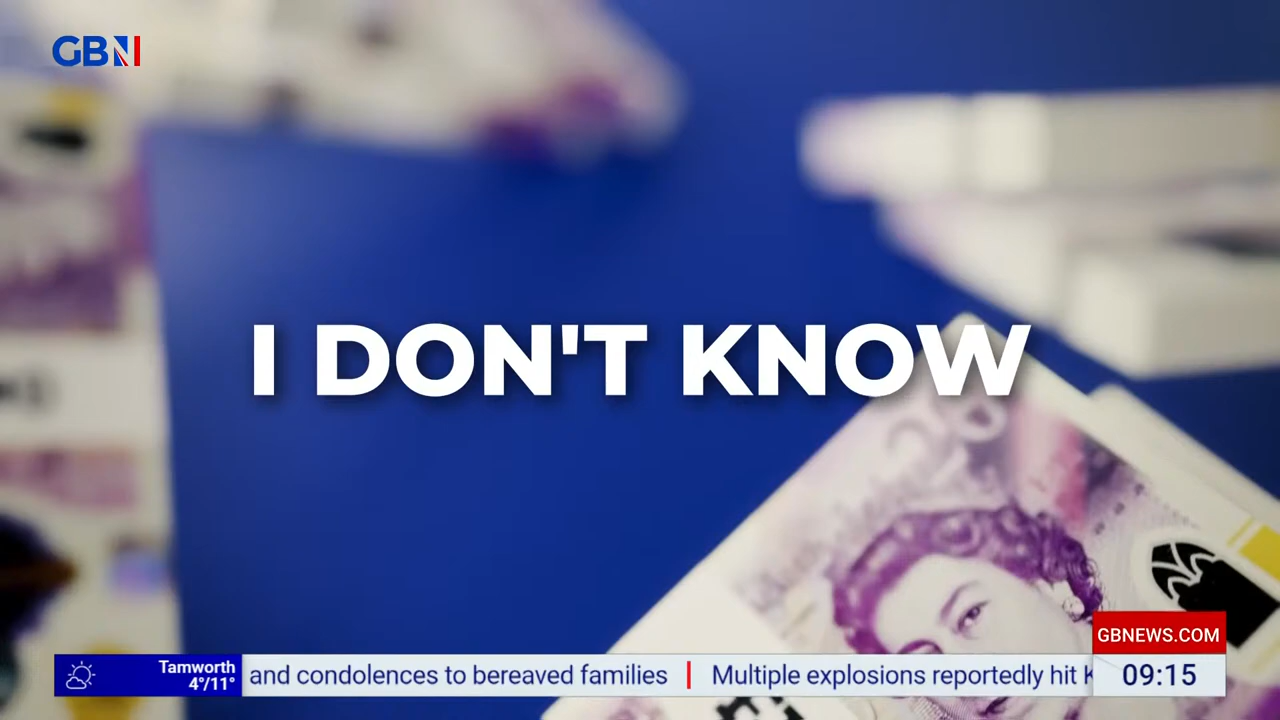 GBN
I DON'T KNOW
GBNEWS.COM
Tamworth
4°/11°
and condolences to bereaved families | Multiple explosions reportedly hit
09:15